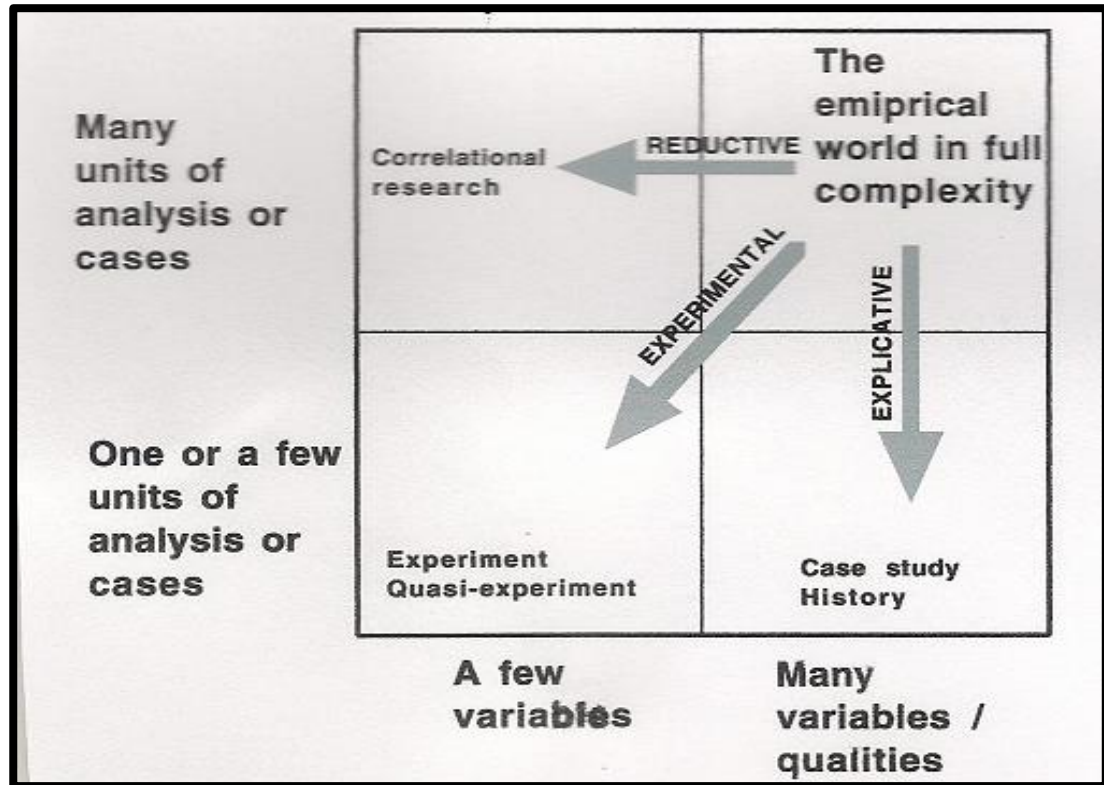 Many
units of
analysis or
cases
Correlational
research
REDUCTIVE
The
emiprical
world in full
complexity
EXPERIMENTAL
EXPLICATIVE
One or a few
units of
analysis or
cases
Experiment
Quasi-experiment
Case study
History
A few
variables
Many
variables /
qualities